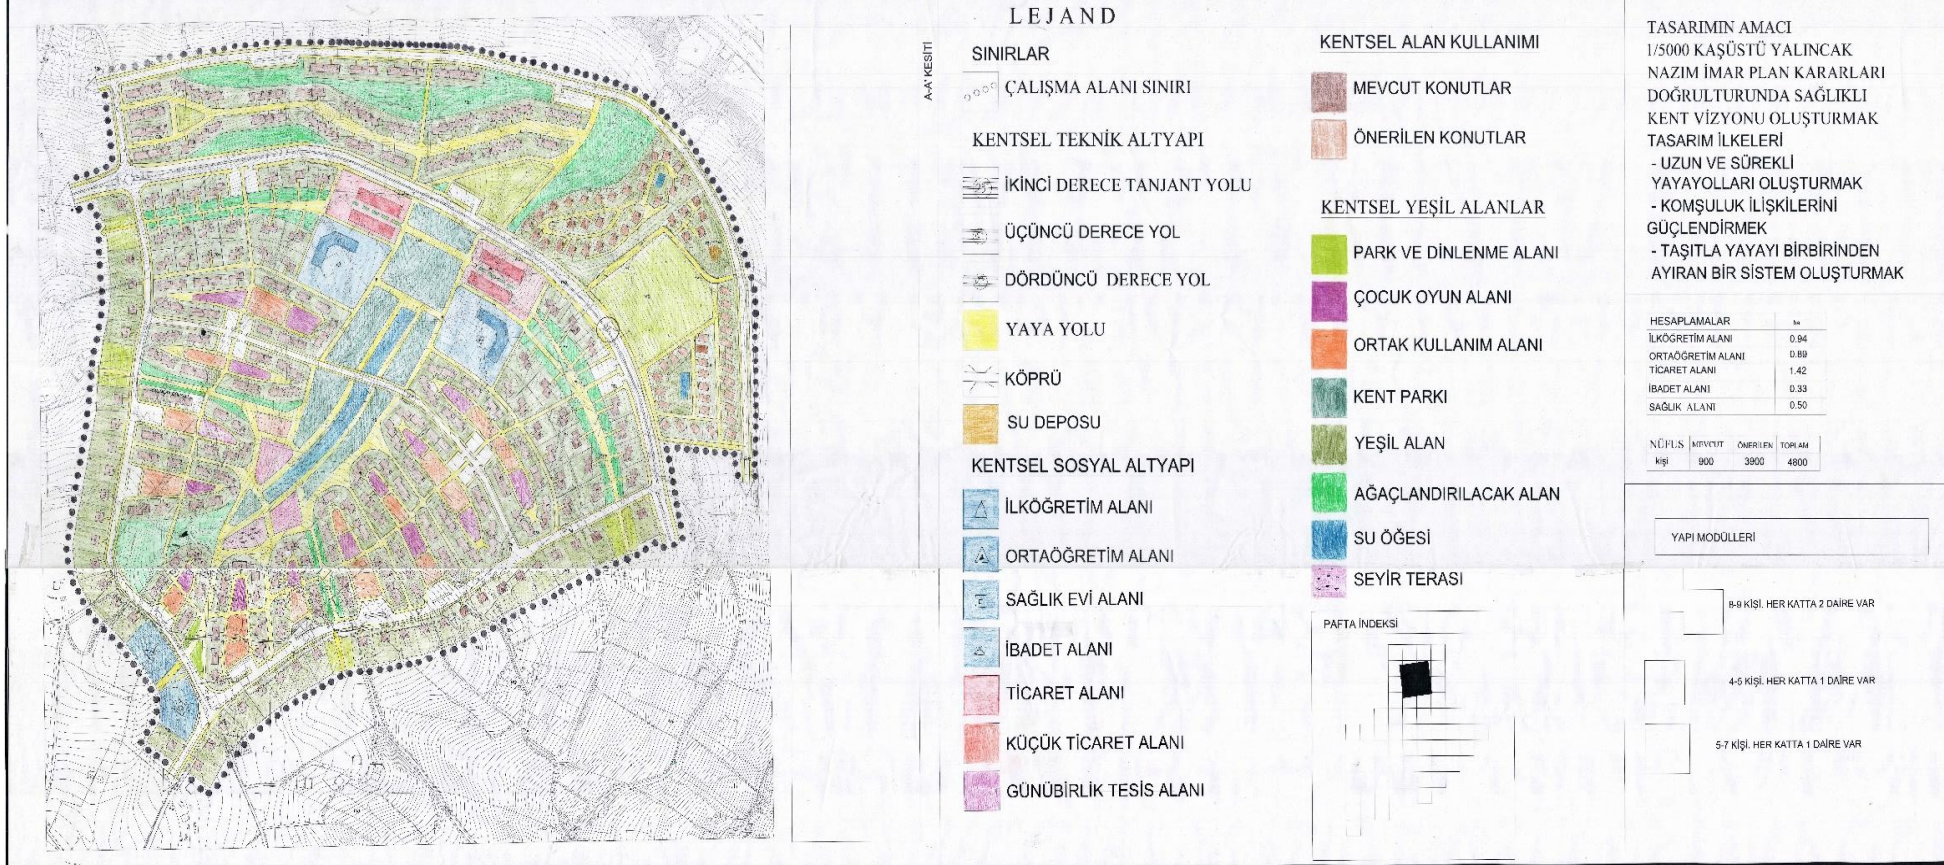 LEJAND
A-A' KESİTİ
SINIRLAR
ÇALIŞMA ALANI SINIRI
KENTSEL TEKNİK ALTYAPI
İKİNCİ DERECE TANJANT YOLU
ÜÇÜNCÜ DERECE YOL
DÖRDÜNCÜ DERECE YOL
YAYA YOLU
KÖPRÜ
SU DEPOSU
KENTSEL SOSYAL ALTYAPI
İLKÖĞRETİM ALANI
ORTAÖĞRETİM ALANI
SAĞLIK EVİ ALANI
İBADET ALANI
TİCARET ALANI
KÜÇÜK TİCARET ALANI
GÜNÜBİRLİK TESİS ALANI
KENTSEL ALAN KULLANIMI
MEVCUT KONUTLAR
ÖNERİLEN KONUTLAR
KENTSEL YEŞİL ALANLAR
PARK VE DİNLENME ALANI
ÇOCUK OYUN ALANI
ORTAK KULLANIM ALANI
KENT PARKI
YEŞİL ALAN
AĞAÇLANDIRILACAK ALAN
SU ÖĞESİ
SEYİR TERASI
PAFTA İNDEKSİ
TASARIMIN AMACI
1/5000 KAŞÜSTÜ YALINCAK
NAZIM İMAR PLAN KARARLARI
DOĞRULTURUNDA SAĞLIKLI
KENT VİZYONU OLUŞTURMAK
TASARIM İLKELERİ
- UZUN VE SÜREKLİ
YAYAYOLLARI OLUŞTURMAK
- KOMŞULUK İLİŞKİLERİNİ
GÜÇLENDİRMEK
- TAŞITLA YAYAYI BİRBİRİNDEN
AYIRAN BİR SİSTEM OLUŞTURMAK
HESAPLAMALAR ha
İLKÖĞRETİM ALANI 0.94
ORTAÖĞRETİM ALANI 0.89
TİCARET ALANI 1.42
İBADET ALANI 0.33
SAĞLIK ALANI 0.50
NÜFUS MEVCUT ÖNERİLEN TOPLAM
kişi 900 3900 4800
YAPI MODÜLLERİ
8-9 KİŞİ. HER KATTA 2 DAİRE VAR
4-5 KİŞİ. HER KATTA 1 DAİRE VAR
5-7 KİŞİ. HER KATTA 1 DAİRE VAR